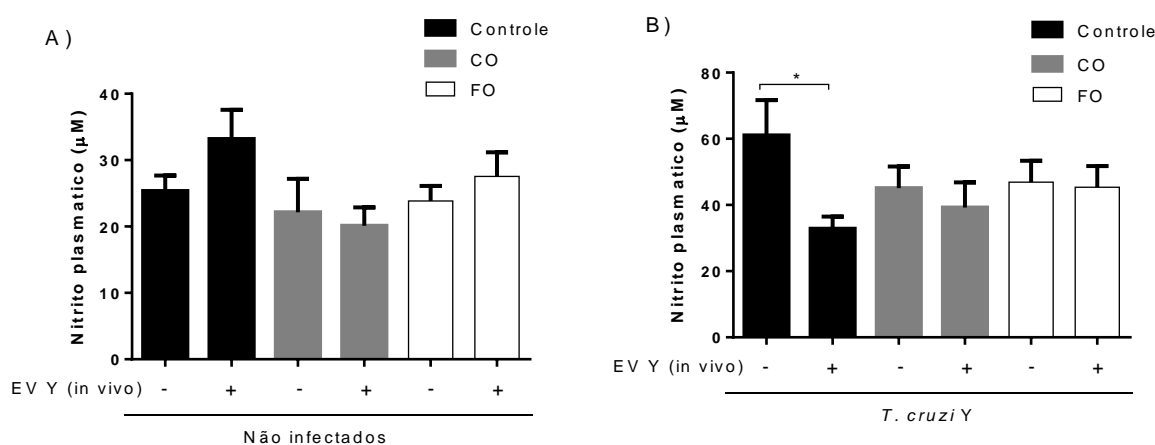 A)
Controle
CO
FO
Nitrito plasmatico (µM)
40
30
20
10
0
EV Y (in vivo) - + - + - +
Não infectados
B)
Controle
CO
FO
Nitrito plasmatico (µM)
80
60
40
20
0
*
EV Y (in vivo) - + - + - +
T. cruzi Y